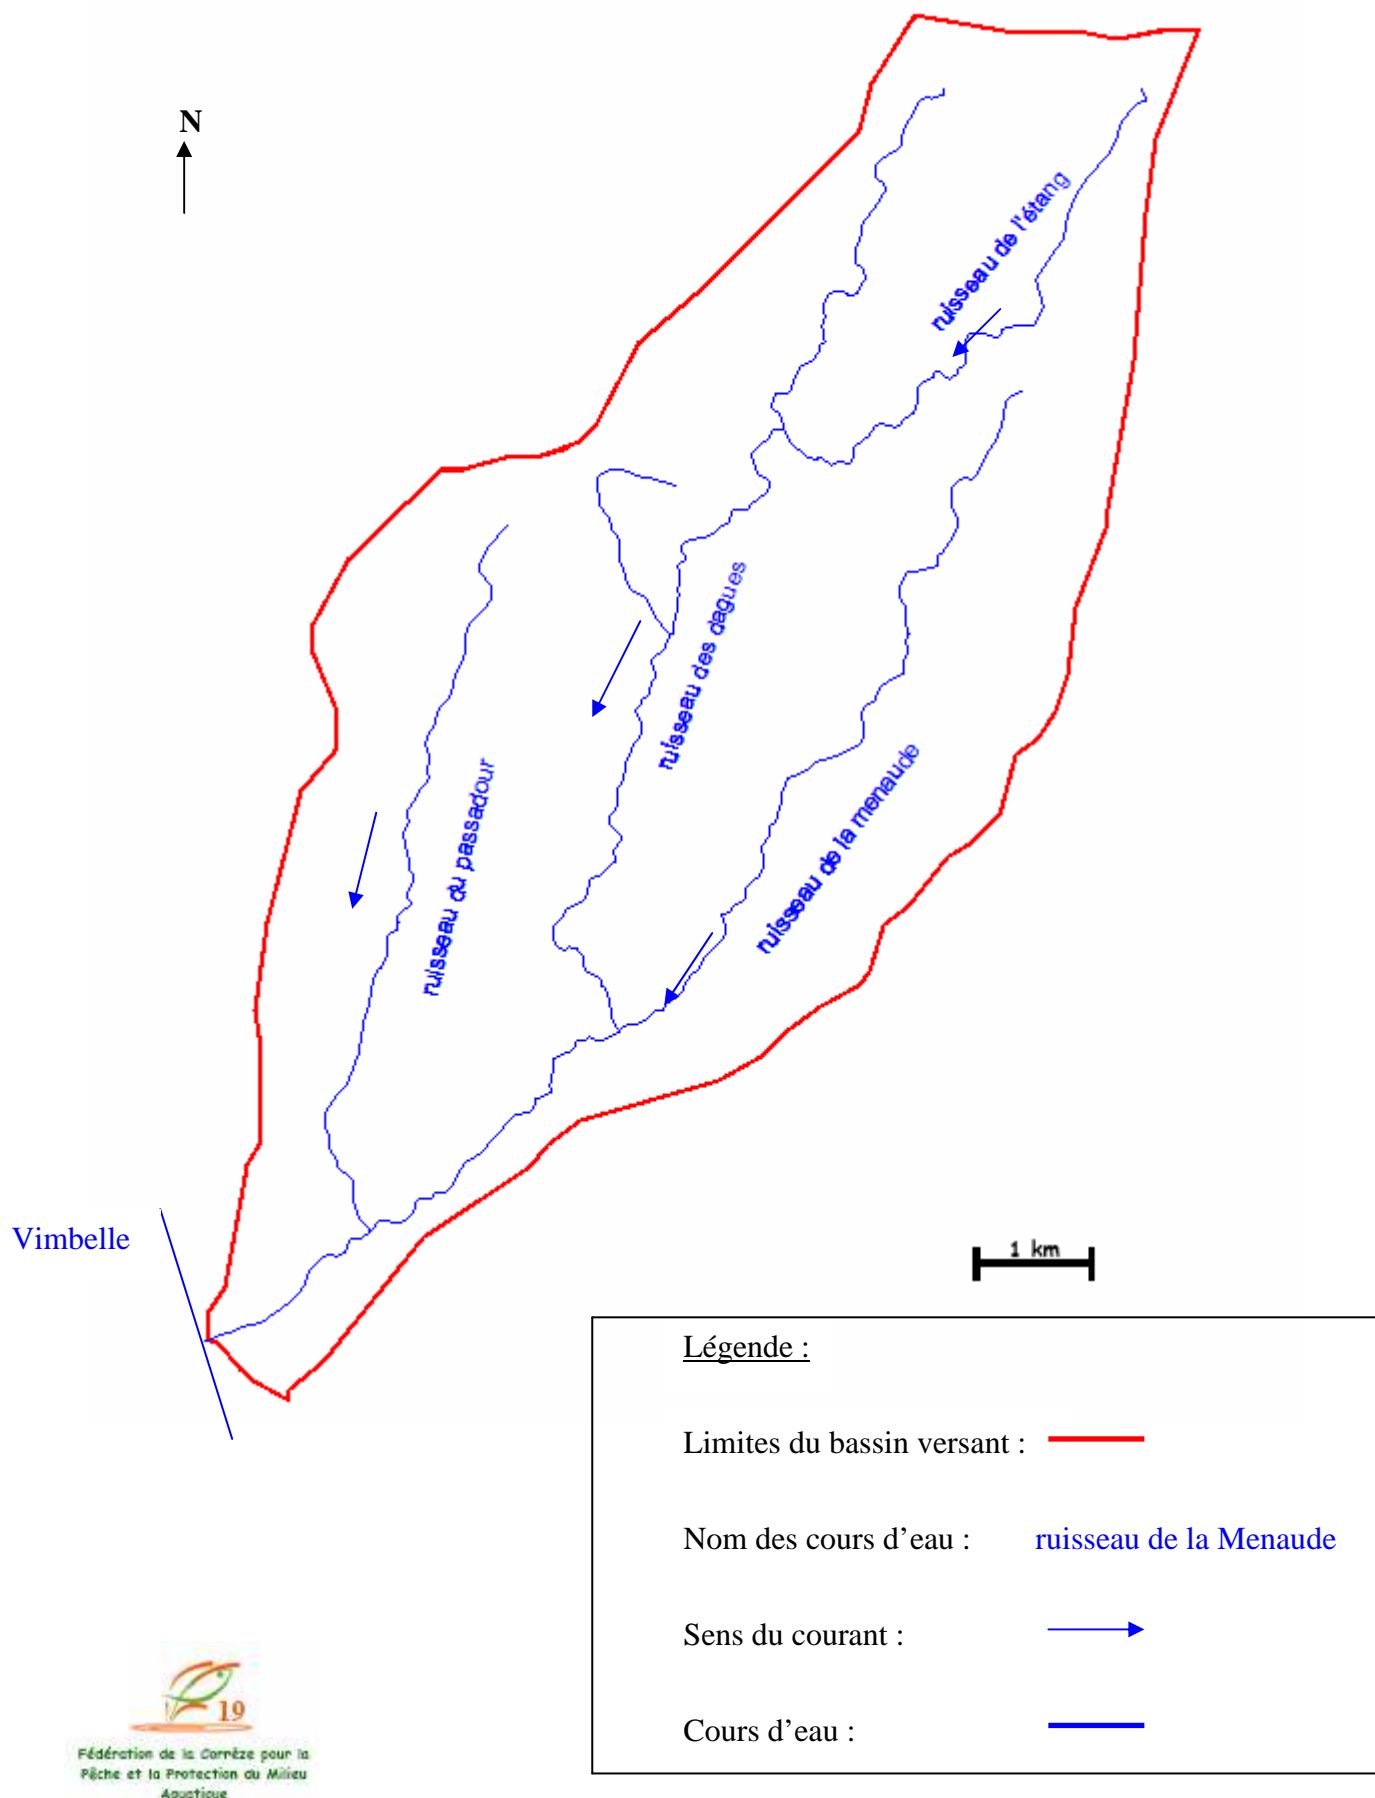 N
ruisseau de l'étang
ruisseau des dagues
ruisseau de la menaude
ruisseau du passadour
Vimbelle
1 km
Légende :
Limites du bassin versant :
Nom des cours d'eau : ruisseau de la Menaude
Sens du courant :
Cours d'eau :
19
Fédération de la Corrèze pour la
Pêche et la Protection du Milieu
Aquatique